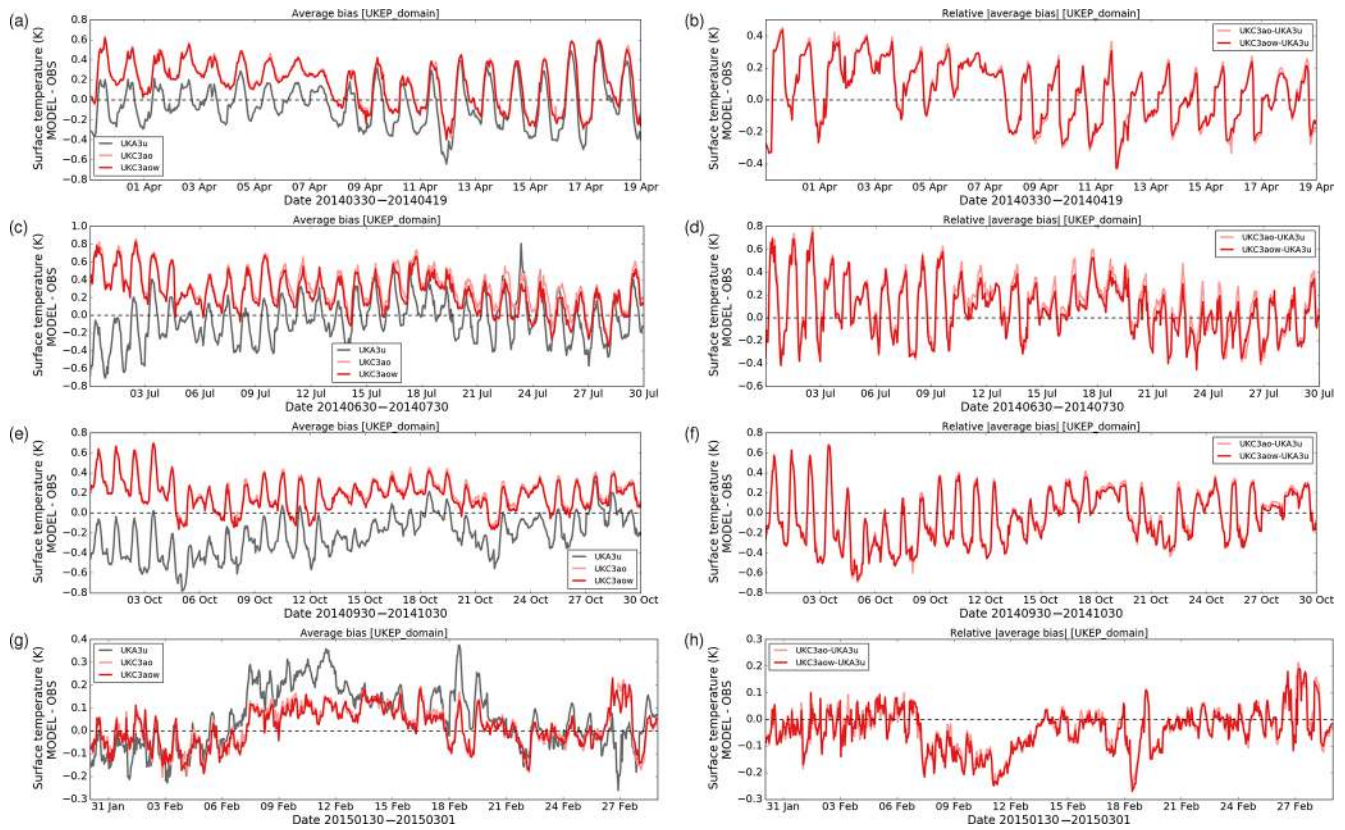 (a)
Average bias [UKEP_domain]
Surface temperature (K)
MODEL - OBS
0.8
0.6
0.4
0.2
0.0
−0.2
−0.4
−0.6
−0.8
UKA3u
UKC3ao
UKC3aow
01 Apr 03 Apr 05 Apr 07 Apr 09 Apr 11 Apr 13 Apr 15 Apr 17 Apr 19 Apr
Date 20140330−20140419
(b)
Relative |average bias| [UKEP_domain]
Surface temperature (K)
MODEL - OBS
0.4
0.2
0.0
−0.2
−0.4
UKC3ao-UKA3u
UKC3aow-UKA3u
01 Apr 03 Apr 05 Apr 07 Apr 09 Apr 11 Apr 13 Apr 15 Apr 17 Apr 19 Apr
Date 20140330−20140419
(c)
Average bias [UKEP_domain]
Surface temperature (K)
MODEL - OBS
1.0
0.8
0.6
0.4
0.2
0.0
−0.2
−0.4
−0.6
−0.8
UKA3u
UKC3ao
UKC3aow
03 Jul 06 Jul 09 Jul 12 Jul 15 Jul 18 Jul 21 Jul 24 Jul 27 Jul 30 Jul
Date 20140630−20140730
(d)
Relative |average bias| [UKEP_domain]
Surface temperature (K)
MODEL - OBS
0.8
0.6
0.4
0.2
0.0
−0.2
−0.4
−0.6
UKC3ao-UKA3u
UKC3aow-UKA3u
03 Jul 06 Jul 09 Jul 12 Jul 15 Jul 18 Jul 21 Jul 24 Jul 27 Jul 30 Jul
Date 20140630−20140730
(e)
Average bias [UKEP_domain]
Surface temperature (K)
MODEL - OBS
0.8
0.6
0.4
0.2
0.0
−0.2
−0.4
−0.6
−0.8
UKA3u
UKC3ao
UKC3aow
03 Oct 06 Oct 09 Oct 12 Oct 15 Oct 18 Oct 21 Oct 24 Oct 27 Oct 30 Oct
Date 20140930−20141030
(f)
Relative |average bias| [UKEP_domain]
Surface temperature (K)
MODEL - OBS
0.8
0.6
0.4
0.2
0.0
−0.2
−0.4
−0.6
−0.8
UKC3ao-UKA3u
UKC3aow-UKA3u
03 Oct 06 Oct 09 Oct 12 Oct 15 Oct 18 Oct 21 Oct 24 Oct 27 Oct 30 Oct
Date 20140930−20141030
(g)
Average bias [UKEP_domain]
Surface temperature (K)
MODEL - OBS
0.4
0.3
0.2
0.1
0.0
−0.1
−0.2
−0.3
UKA3u
UKC3ao
UKC3aow
31 Jan 03 Feb 06 Feb 09 Feb 12 Feb 15 Feb 18 Feb 21 Feb 24 Feb 27 Feb
Date 20150130−20150301
(h)
Relative |average bias| [UKEP_domain]
Surface temperature (K)
MODEL - OBS
0.3
0.2
0.1
0.0
−0.1
−0.2
−0.3
UKC3ao-UKA3u
UKC3aow-UKA3u
31 Jan 03 Feb 06 Feb 09 Feb 12 Feb 15 Feb 18 Feb 21 Feb 24 Feb 27 Feb
Date 20150130−20150301